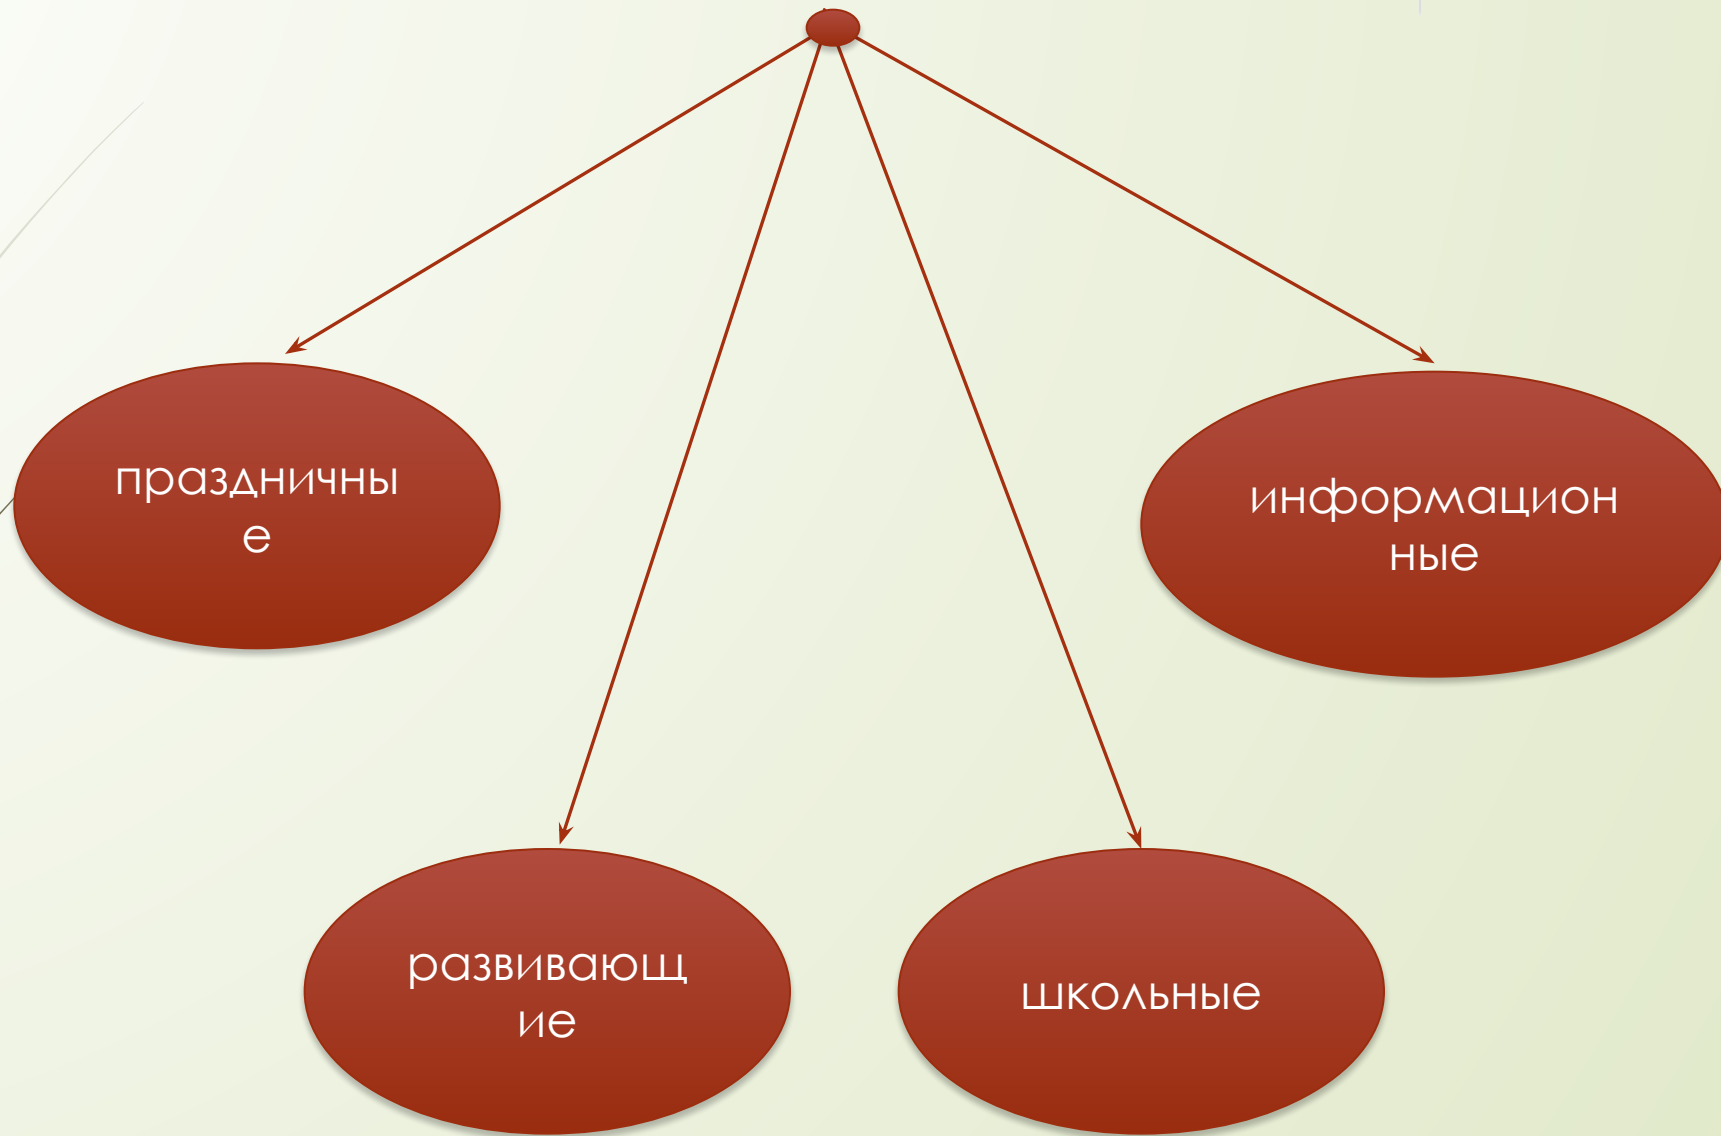 праздничны
е
информацион
ные
развивающ
ие
школьные